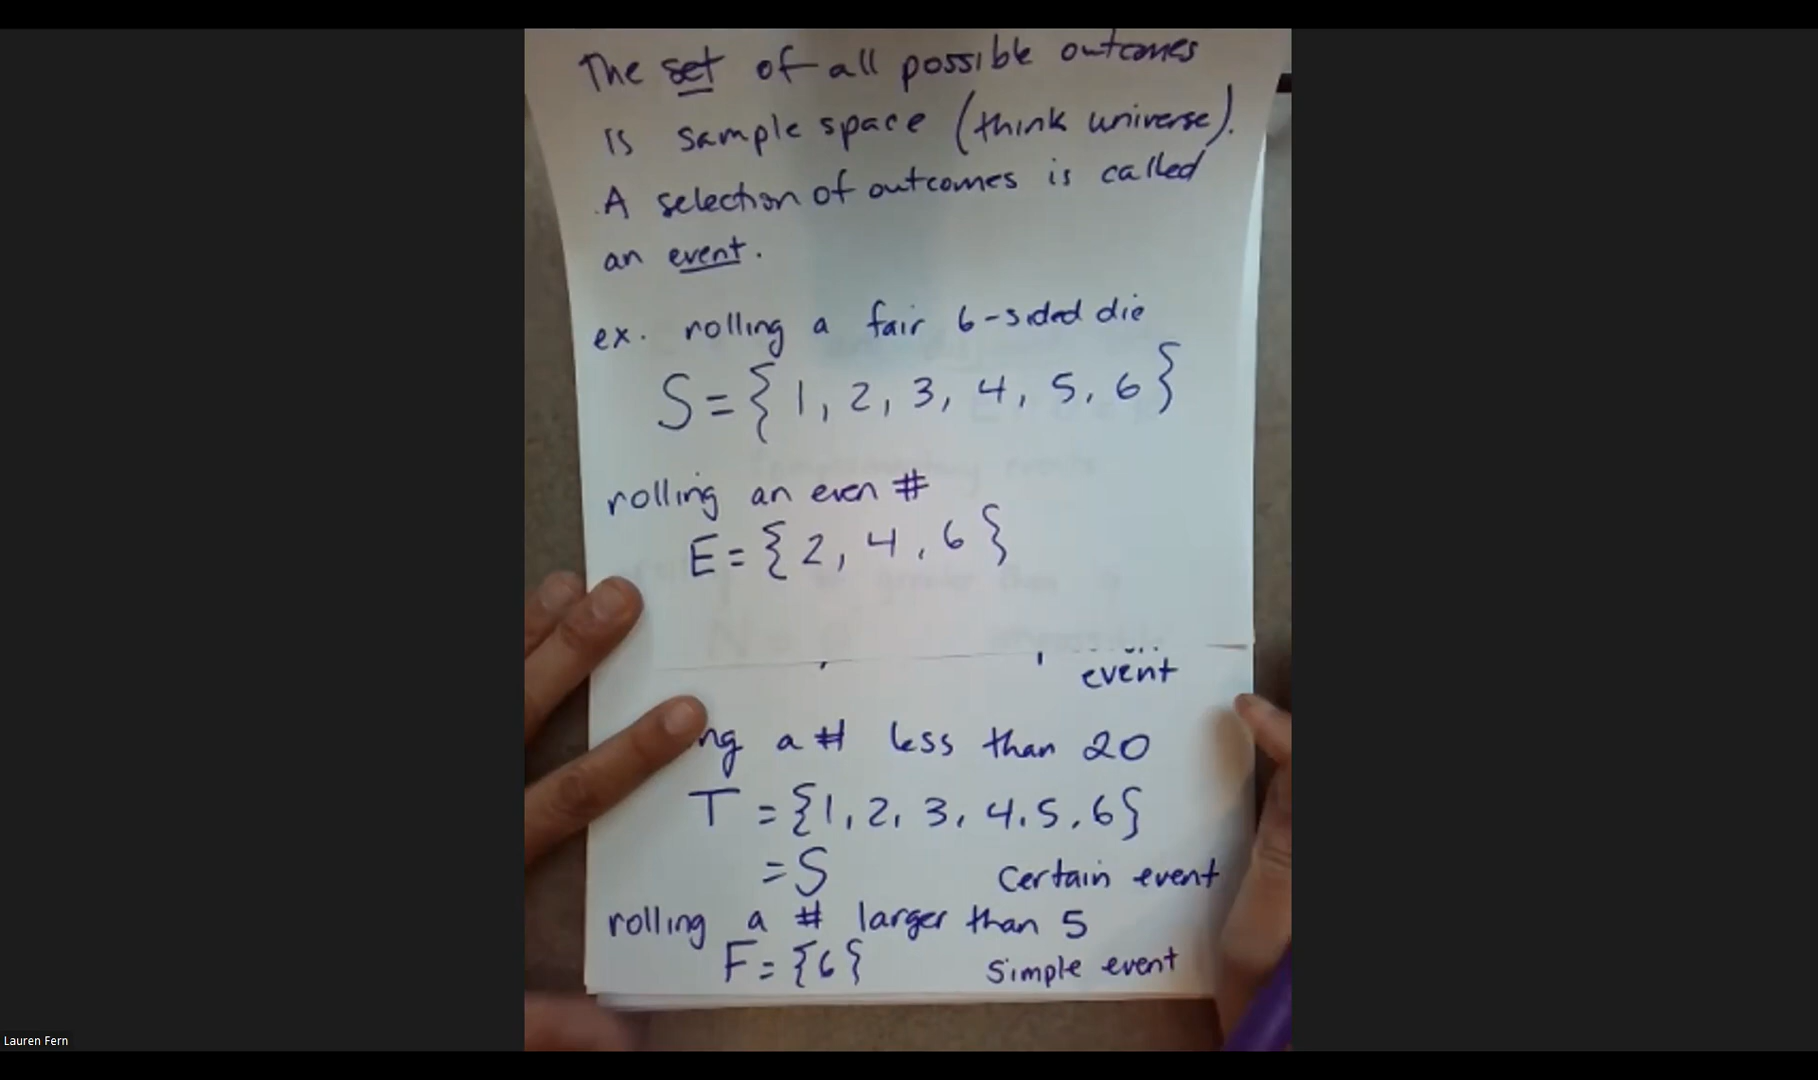 The set of all possible outcomes
is sample space (think universe).
A selection of outcomes is called
an event.
ex. rolling a fair 6-sided die
S = { 1, 2, 3, 4, 5, 6 }
rolling an even #
E = { 2, 4, 6 }
event
ng a # less than 20
T = {1, 2, 3, 4, 5, 6}
= S
Certain event
rolling a # larger than 5
F = {6}
Simple event
Lauren Fern